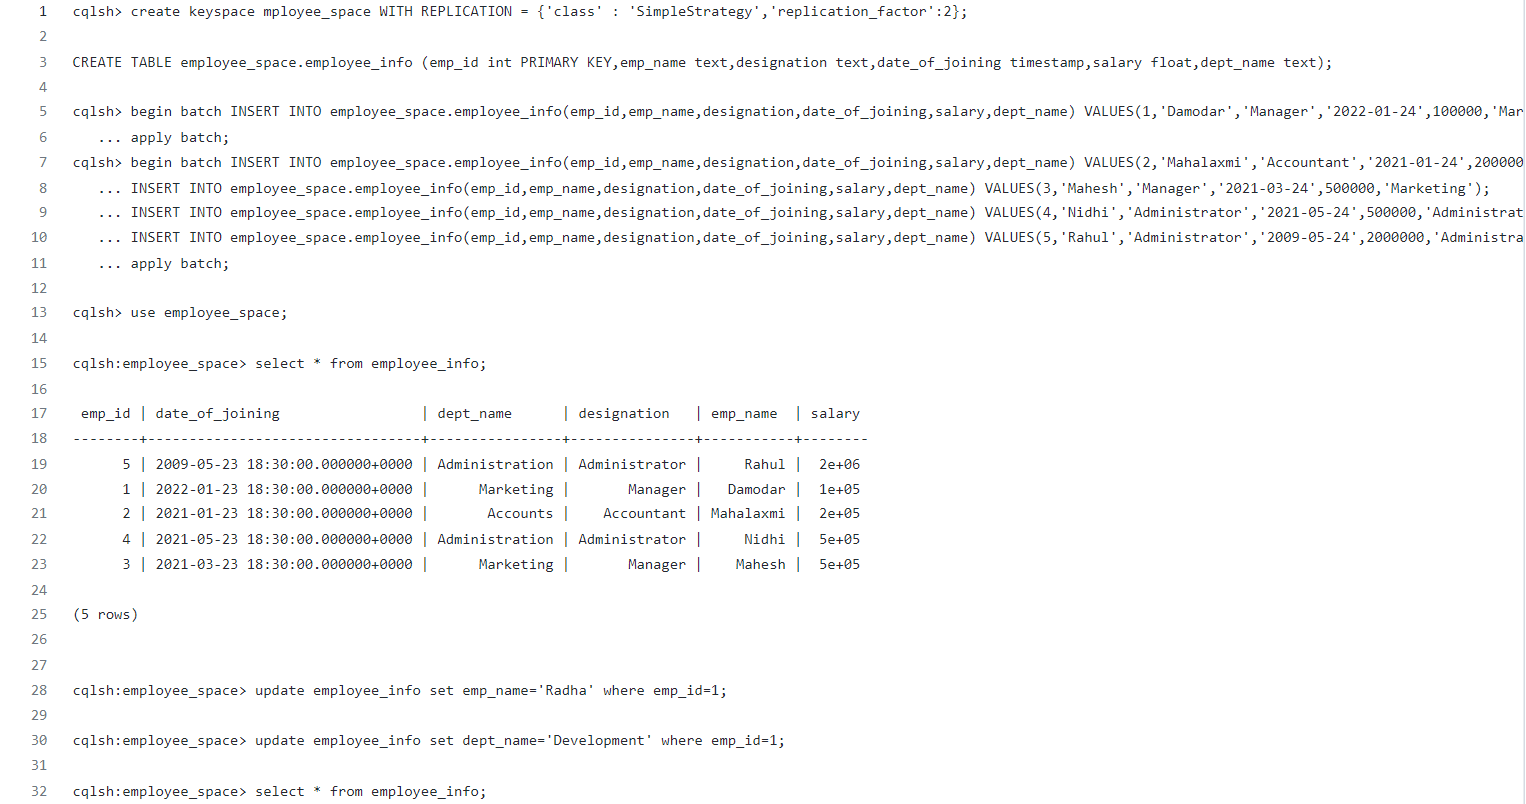 1 cqlsh> create keyspace mployee_space WITH REPLICATION = {'class' : 'SimpleStrategy','replication_factor':2};
2
3 CREATE TABLE employee_space.employee_info (emp_id int PRIMARY KEY,emp_name text,designation text,date_of_joining timestamp,salary float,dept_name text);
4
5 cqlsh> begin batch INSERT INTO employee_space.employee_info(emp_id,emp_name,designation,date_of_joining,salary,dept_name) VALUES(1,'Damodar','Manager','2022-01-24',100000,'Mar
6 ... apply batch;
7 cqlsh> begin batch INSERT INTO employee_space.employee_info(emp_id,emp_name,designation,date_of_joining,salary,dept_name) VALUES(2,'Mahalaxmi','Accountant','2021-01-24',200000
8 ... INSERT INTO employee_space.employee_info(emp_id,emp_name,designation,date_of_joining,salary,dept_name) VALUES(3,'Mahesh','Manager','2021-03-24',500000,'Marketing');
9 ... INSERT INTO employee_space.employee_info(emp_id,emp_name,designation,date_of_joining,salary,dept_name) VALUES(4,'Nidhi','Administrator','2021-05-24',500000,'Administrat
10 ... INSERT INTO employee_space.employee_info(emp_id,emp_name,designation,date_of_joining,salary,dept_name) VALUES(5,'Rahul','Administrator','2009-05-24',2000000,'Administra
11 ... apply batch;
12
13 cqlsh> use employee_space;
14
15 cqlsh:employee_space> select * from employee_info;
16
17 emp_id | date_of_joining | dept_name | designation | emp_name | salary
18 --------+---------------------------------+----------------+---------------+-----------+--------
19 5 | 2009-05-23 18:30:00.000000+0000 | Administration | Administrator | Rahul | 2e+06
20 1 | 2022-01-23 18:30:00.000000+0000 | Marketing | Manager | Damodar | 1e+05
21 2 | 2021-01-23 18:30:00.000000+0000 | Accounts | Accountant | Mahalaxmi | 2e+05
22 4 | 2021-05-23 18:30:00.000000+0000 | Administration | Administrator | Nidhi | 5e+05
23 3 | 2021-03-23 18:30:00.000000+0000 | Marketing | Manager | Mahesh | 5e+05
24
25 (5 rows)
26
27
28 cqlsh:employee_space> update employee_info set emp_name='Radha' where emp_id=1;
29
30 cqlsh:employee_space> update employee_info set dept_name='Development' where emp_id=1;
31
32 cqlsh:employee_space> select * from employee_info;